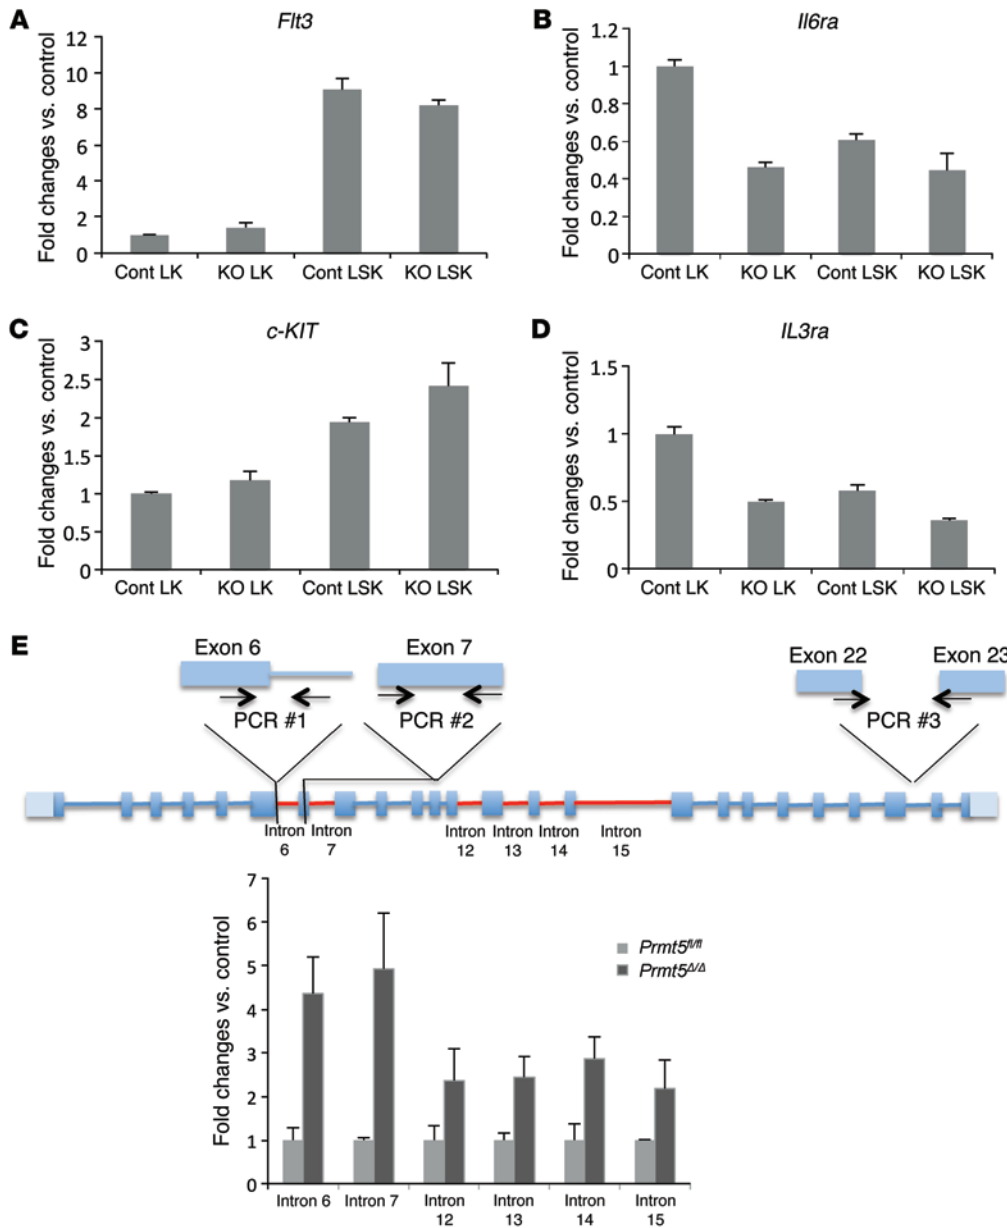 A
Flt3
Fold changes vs. control
12
10
8
6
4
2
0
Cont LK KO LK Cont LSK KO LSK
B
Il6ra
Fold changes vs. control
1.2
1
0.8
0.6
0.4
0.2
0
Cont LK KO LK Cont LSK KO LSK
C
c-KIT
Fold changes vs. control
3
2.5
2
1.5
1
0.5
0
Cont LK KO LK Cont LSK KO LSK
D
IL3ra
Fold changes vs. control
1.5
1
0.5
0
Cont LK KO LK Cont LSK KO LSK
E
Exon 6 Exon 7 Exon 22 Exon 23
PCR #1 PCR #2 PCR #3
Intron 6 Intron 7 Intron 12 Intron 13 Intron 14 Intron 15
Fold changes vs. control
7
6
5
4
3
2
1
0
Prmt5fl/fl
Prmt5Δ/Δ
Intron 6 Intron 7 Intron 12 Intron 13 Intron 14 Intron 15